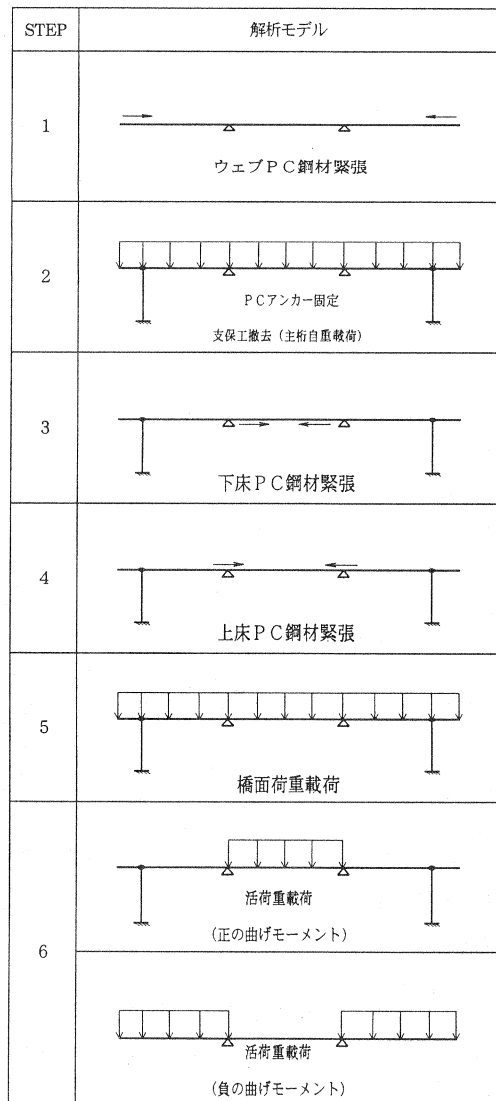 STEP
解析モデル
1
ウェブPC鋼材緊張
2
PCアンカー固定
支保工撤去(主桁自重載荷)
3
下床PC鋼材緊張
4
上床PC鋼材緊張
5
橋面荷重載荷
6
活荷重載荷
(正の曲げモーメント)
活荷重載荷
(負の曲げモーメント)